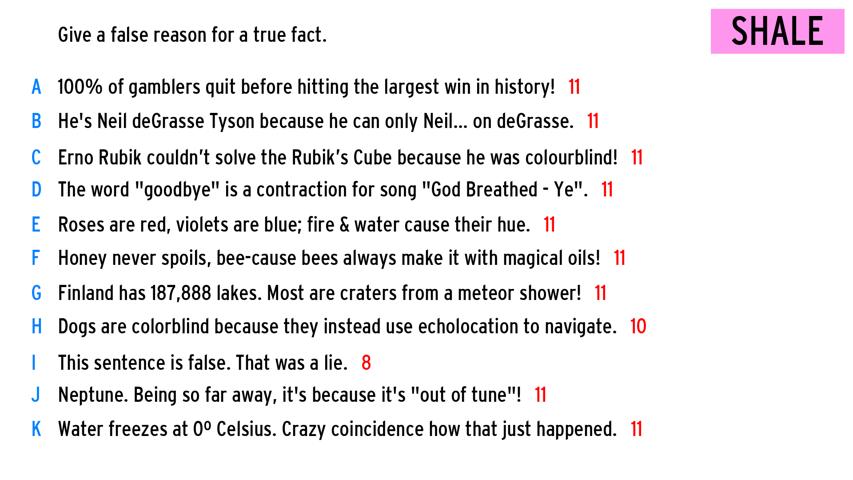 Give a false reason for a true fact.
SHALE
A 100% of gamblers quit before hitting the largest win in history! 11
B He's Neil deGrasse Tyson because he can only Neil... on deGrasse. 11
C Erno Rubik couldn’t solve the Rubik’s Cube because he was colourblind! 11
D The word "goodbye" is a contraction for song "God Breathed - Ye". 11
E Roses are red, violets are blue; fire & water cause their hue. 11
F Honey never spoils, bee-cause bees always make it with magical oils! 11
G Finland has 187,888 lakes. Most are craters from a meteor shower! 11
H Dogs are colorblind because they instead use echolocation to navigate. 10
I This sentence is false. That was a lie. 8
J Neptune. Being so far away, it's because it's "out of tune"! 11
K Water freezes at 0º Celsius. Crazy coincidence how that just happened. 11